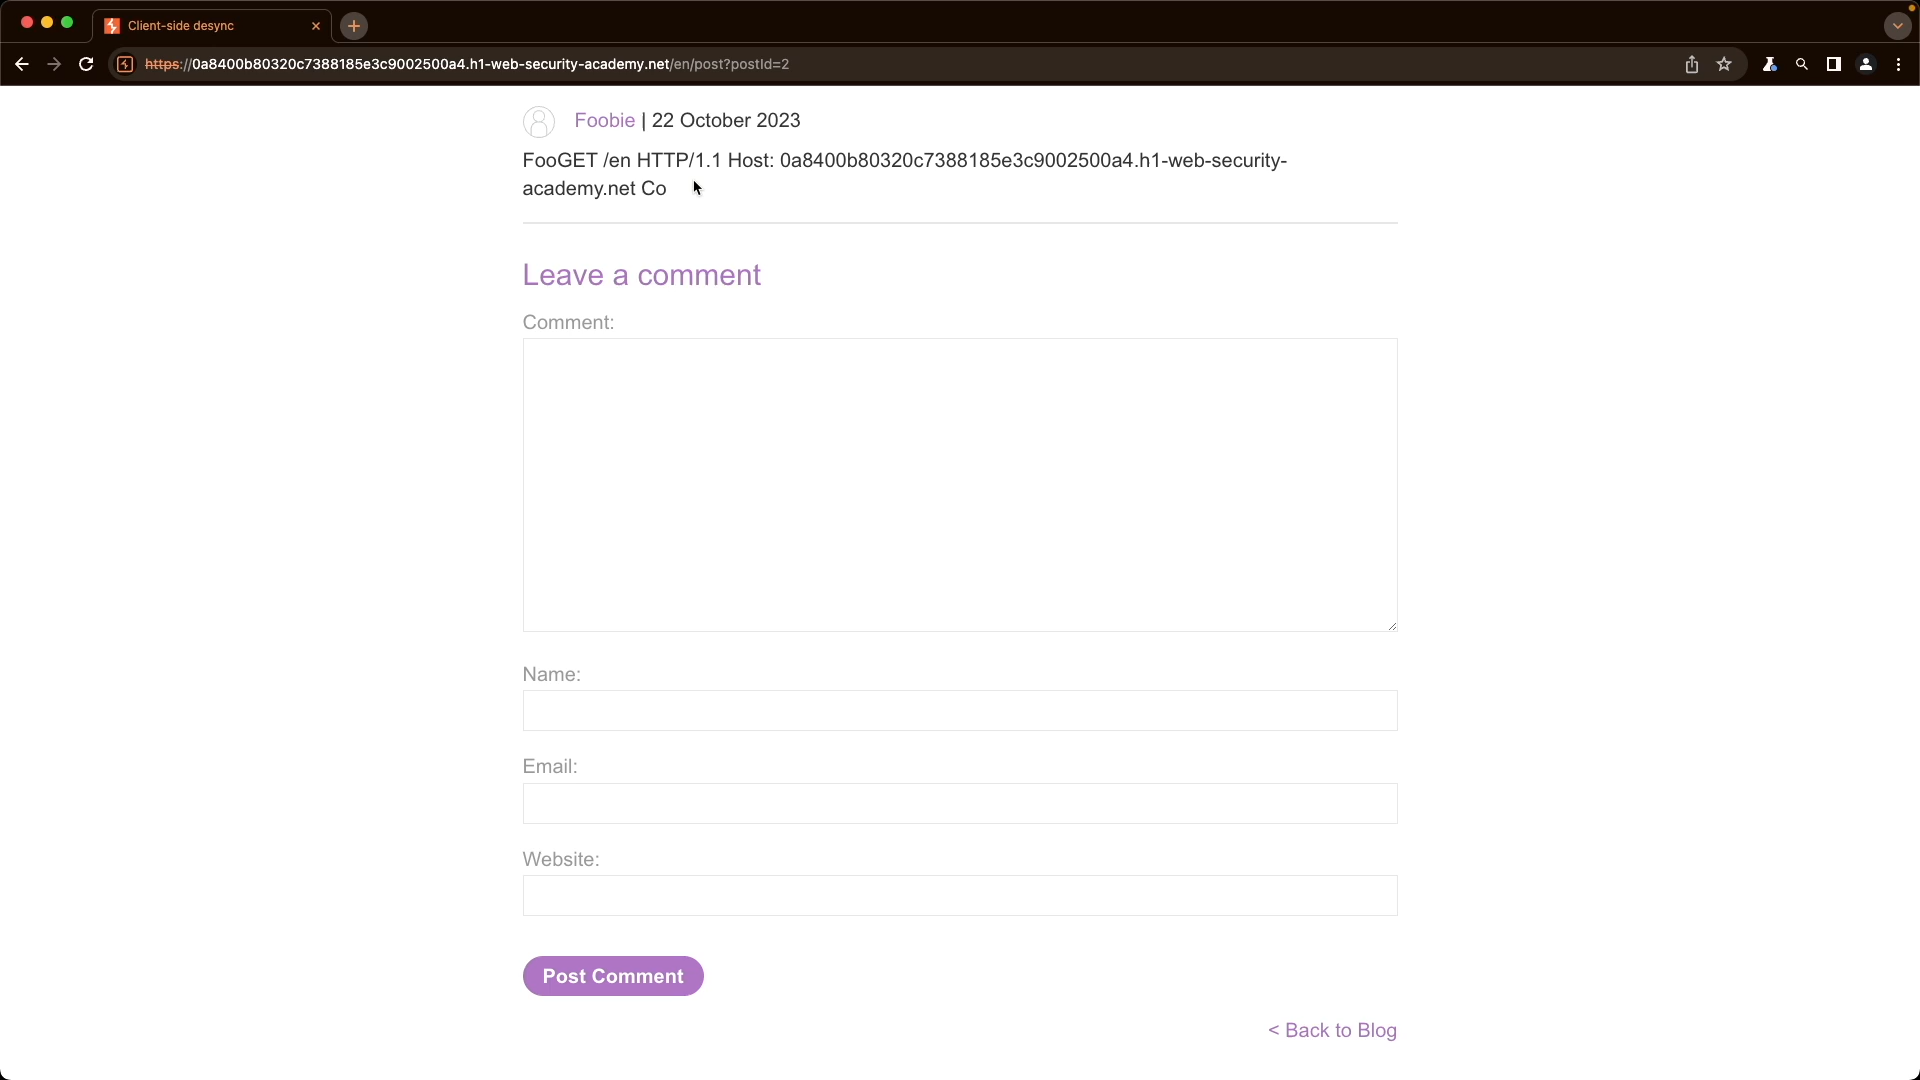 Client-side desync
https://0a8400b80320c7388185e3c9002500a4.h1-web-security-academy.net/en/post?postId=2
Foobie | 22 October 2023
FooGET /en HTTP/1.1 Host: 0a8400b80320c7388185e3c9002500a4.h1-web-security-
academy.net Co
Leave a comment
Comment:
Name:
Email:
Website:
Post Comment
< Back to Blog